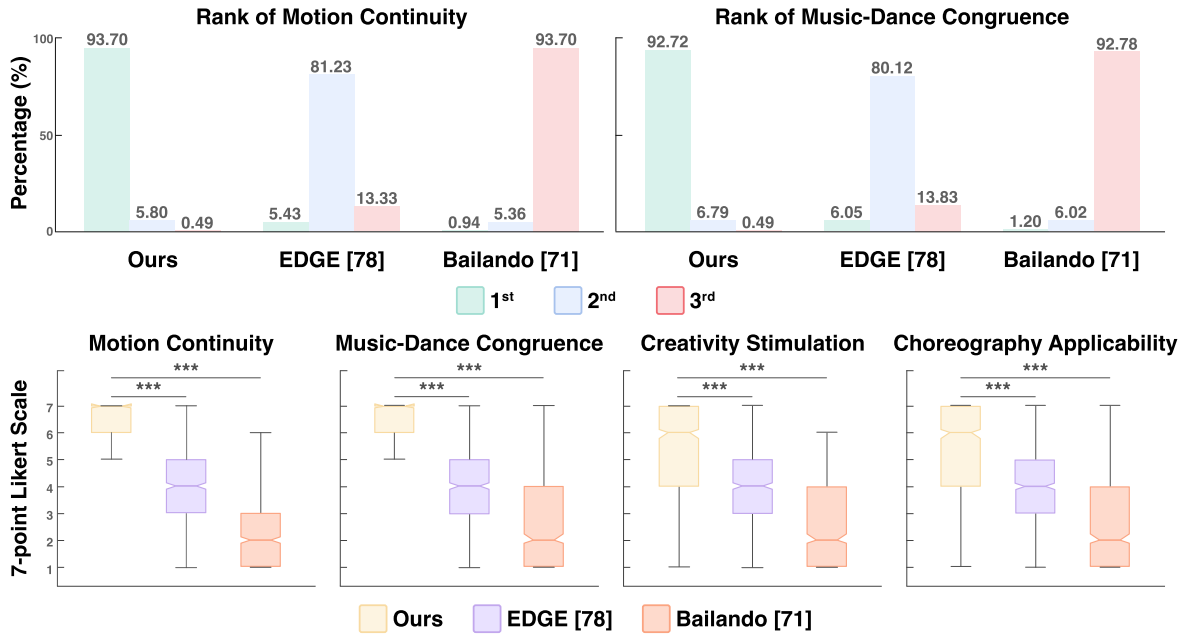 Rank of Motion Continuity
Rank of Music-Dance Congruence
Percentage (%)
100
50
0
93.70
5.80
0.49
5.43
81.23
13.33
0.94
5.36
93.70
92.72
6.79
0.49
6.05
80.12
13.83
1.20
6.02
92.78
Ours
EDGE [78]
Bailando [71]
Ours
EDGE [78]
Bailando [71]
1st
2nd
3rd
Motion Continuity
Music-Dance Congruence
Creativity Stimulation
Choreography Applicability
7-point Likert Scale
7
6
5
4
3
2
1
***
***
***
***
***
***
***
***
Ours
EDGE [78]
Bailando [71]